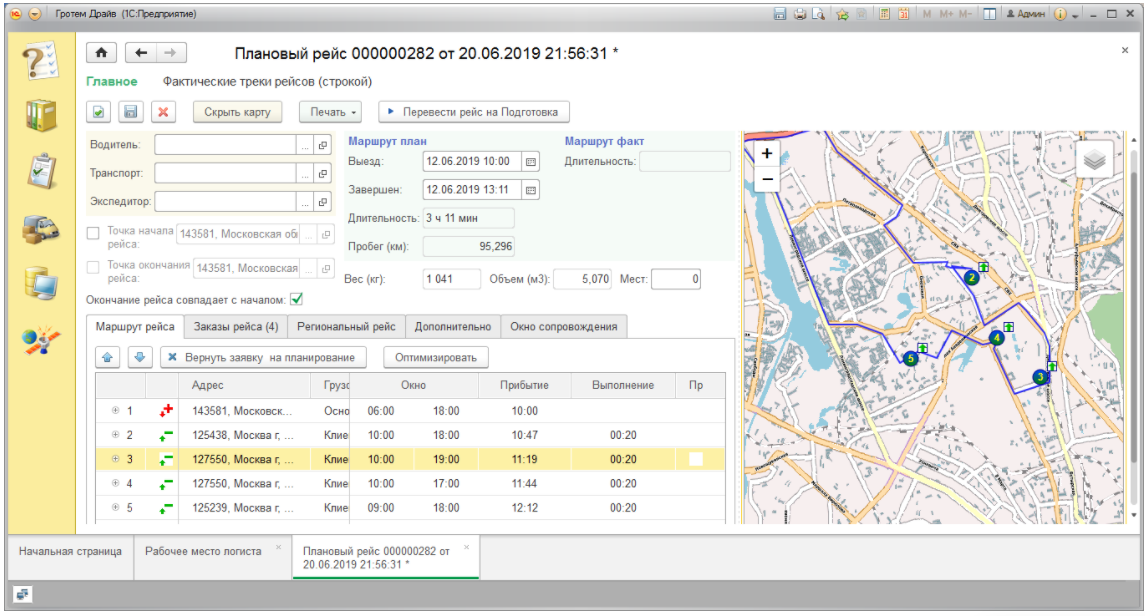 Гротем Драйв (1С:Предприятие)
M M+ M- Админ
Плановый рейс 000000282 от 20.06.2019 21:56:31 *
Главное Фактические треки рейсов (строкой)
Скрыть карту Печать Перевести рейс на Подготовка
Водитель:
Транспорт:
Экспедитор:
Точка начала рейса: 143581, Московская обл
Точка окончания рейса: 143581, Московская
Окончание рейса совпадает с началом:
Маршрут план Маршрут факт
Выезд: 12.06.2019 10:00 Длительность:
Завершен: 12.06.2019 13:11
Длительность: 3 ч 11 мин
Пробег (км): 95,296
Вес (кг): 1 041 Объем (м3): 5,070 Мест: 0
Маршрут рейса Заказы рейса (4) Региональный рейс Дополнительно Окно сопровождения
Вернуть заявку на планирование Оптимизировать
Адрес Грузо Окно Прибытие Выполнение Пр
1 143581, Московск... Осно 06:00 18:00 10:00
2 125438, Москва г, ... Клие 10:00 18:00 10:47 00:20
3 127550, Москва г, ... Клие 10:00 19:00 11:19 00:20
4 127550, Москва г, ... Клие 10:00 17:00 11:44 00:20
5 125239, Москва г, ... Клие 09:00 18:00 12:12 00:20
+
−
2
4
5
3
Начальная страница Рабочее место логиста Плановый рейс 000000282 от
20.06.2019 21:56:31 *